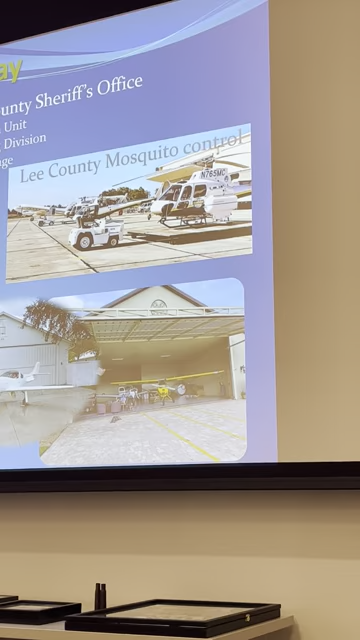 ay
ounty Sheriff's Office
Unit
Division
ge
Lee County Mosquito control
N765MC